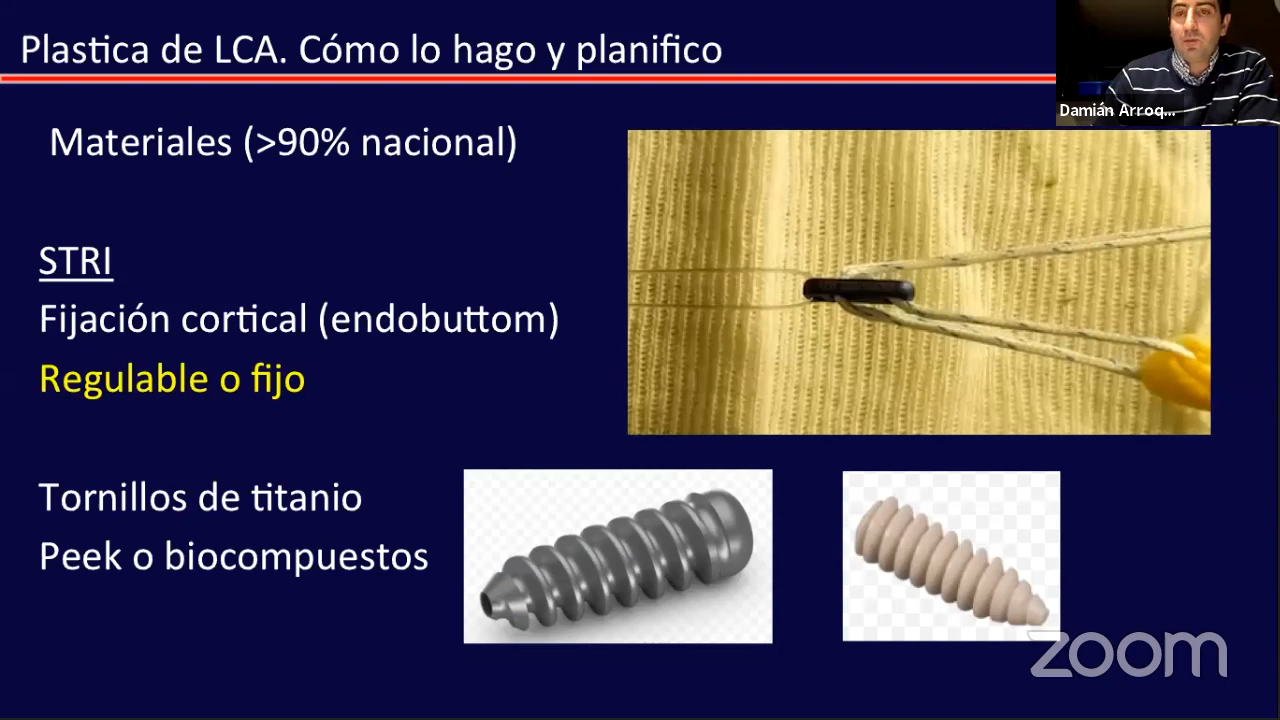 Plastica de LCA. Cómo lo hago y planifico
Damián Arroq...
Materiales (>90% nacional)
STRI
Fijación cortical (endobuttom)
Regulable o fijo
Tornillos de titanio
Peek o biocompuestos
zoom